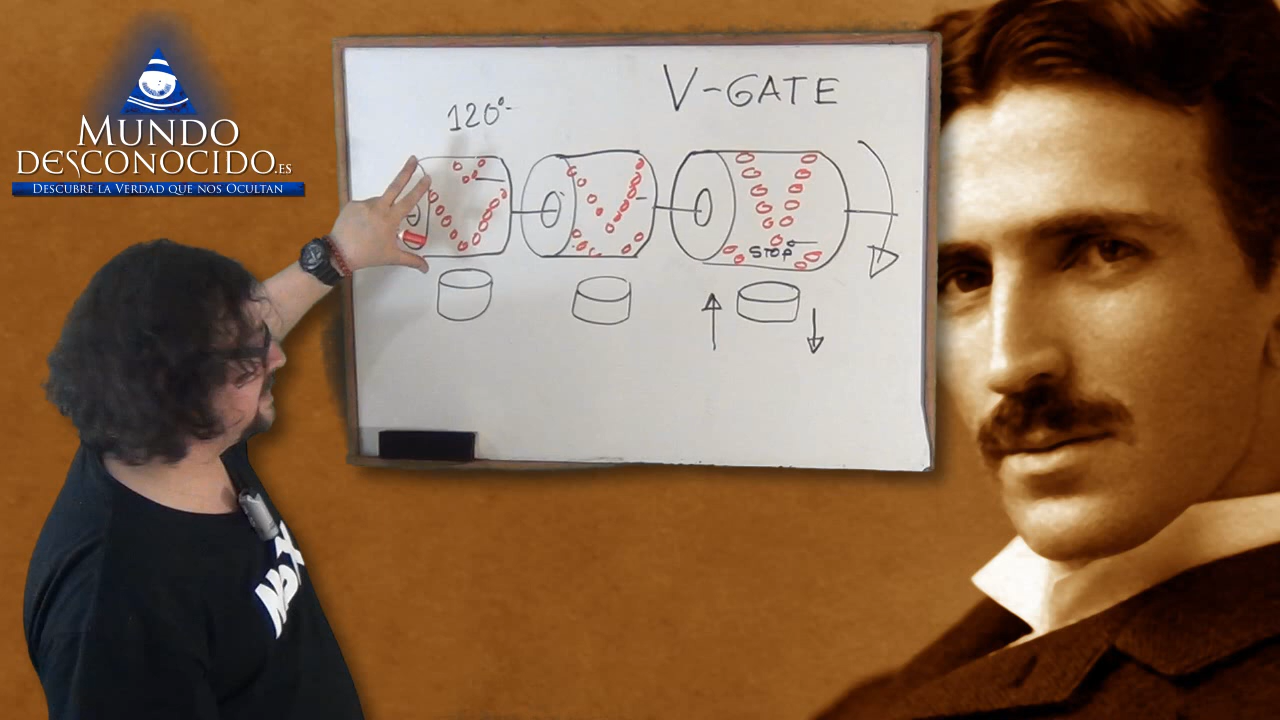 MUNDO
DESCONOCIDO.ES
DESCUBRE LA VERDAD QUE NOS OCULTAN
V-GATE
120°
STOP